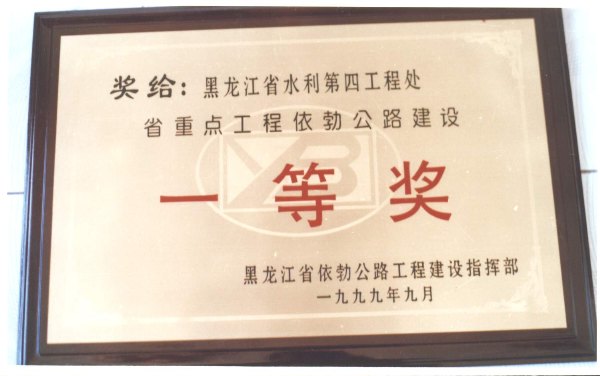 奖给：黑龙江省水利第四工程处
省重点工程依勃公路建设
YB
一等奖
黑龙江省依勃公路工程建设指挥部
一九九九年九月